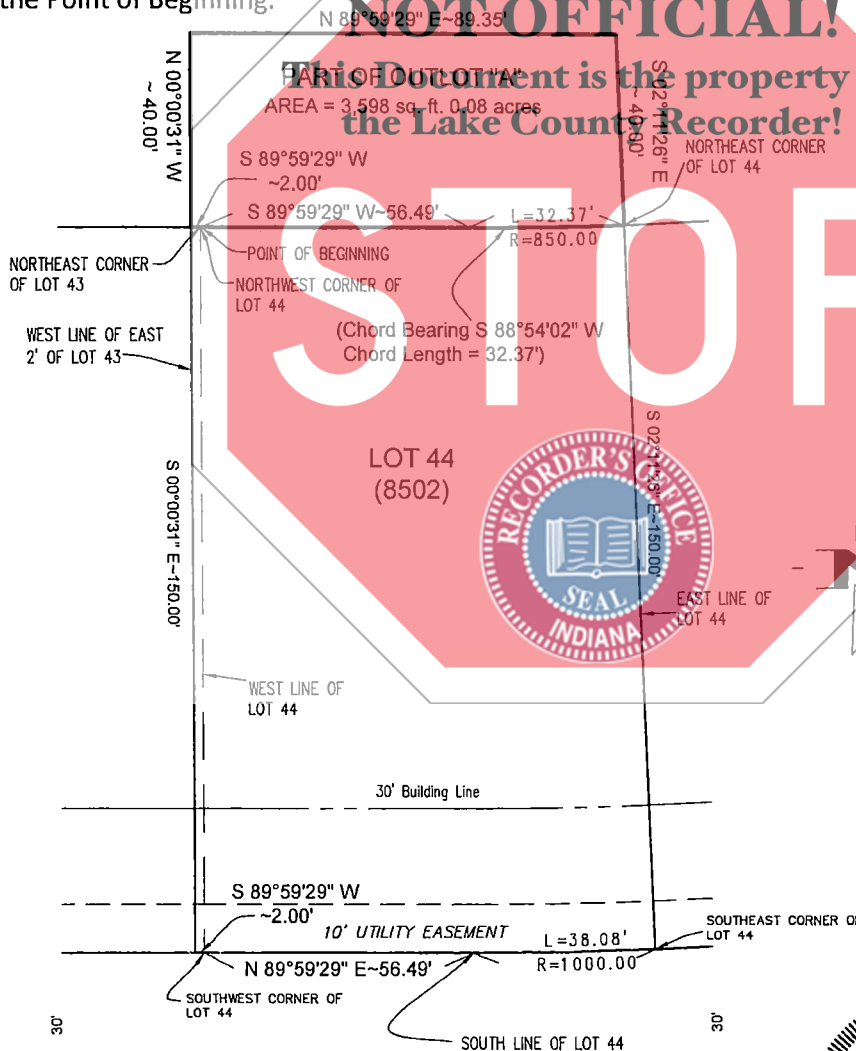 the Point of Beginning.
NOT OFFICIAL!
This Document is the property
the Lake County Recorder!
STOP
N 89°59'29" E~89.35'
PART OF OUTLOT "A"
AREA = 3,598 sq. ft. 0.08 acres
N 00°00'31" W
~ 40.00'
S 02°11'26" E
~ 40.00'
NORTHEAST CORNER
OF LOT 44
S 89°59'29" W
~2.00'
S 89°59'29" W~56.49'
L=32.37'
R=850.00
POINT OF BEGINNING
NORTHEAST CORNER
OF LOT 43
NORTHWEST CORNER OF
LOT 44
WEST LINE OF EAST
2' OF LOT 43
(Chord Bearing S 88°54'02" W
Chord Length = 32.37')
LOT 44
(8502)
S 02°11'26" E~150.00'
S 00°00'31" E~150.00'
RECORDER'S OFFICE
SEAL
INDIANA
EAST LINE OF
LOT 44
WEST LINE OF
LOT 44
30' Building Line
S 89°59'29" W
~2.00'
10' UTILITY EASEMENT
L=38.08'
R=1000.00
SOUTHEAST CORNER OF
LOT 44
N 89°59'29" E~56.49'
SOUTHWEST CORNER OF
LOT 44
30'
30'
SOUTH LINE OF LOT 44